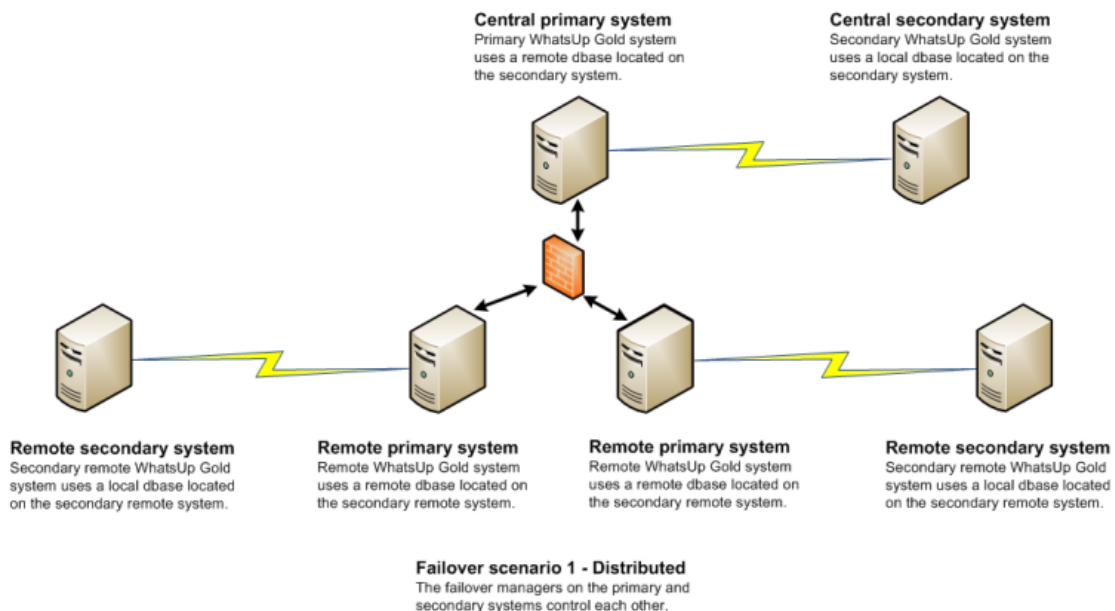 Central primary system
Primary WhatsUp Gold system
uses a remote dbase located on
the secondary system.
Central secondary system
Secondary WhatsUp Gold system
uses a local dbase located on the
secondary system.
Remote secondary system
Secondary remote WhatsUp Gold
system uses a local dbase located
on the secondary remote system.
Remote primary system
Remote WhatsUp Gold system
uses a remote dbase located on
the secondary remote system.
Remote primary system
Remote WhatsUp Gold system
uses a remote dbase located on
the secondary remote system.
Remote secondary system
Secondary remote WhatsUp Gold
system uses a local dbase located
on the secondary remote system.
Failover scenario 1 - Distributed
The failover managers on the primary and
secondary systems control each other.